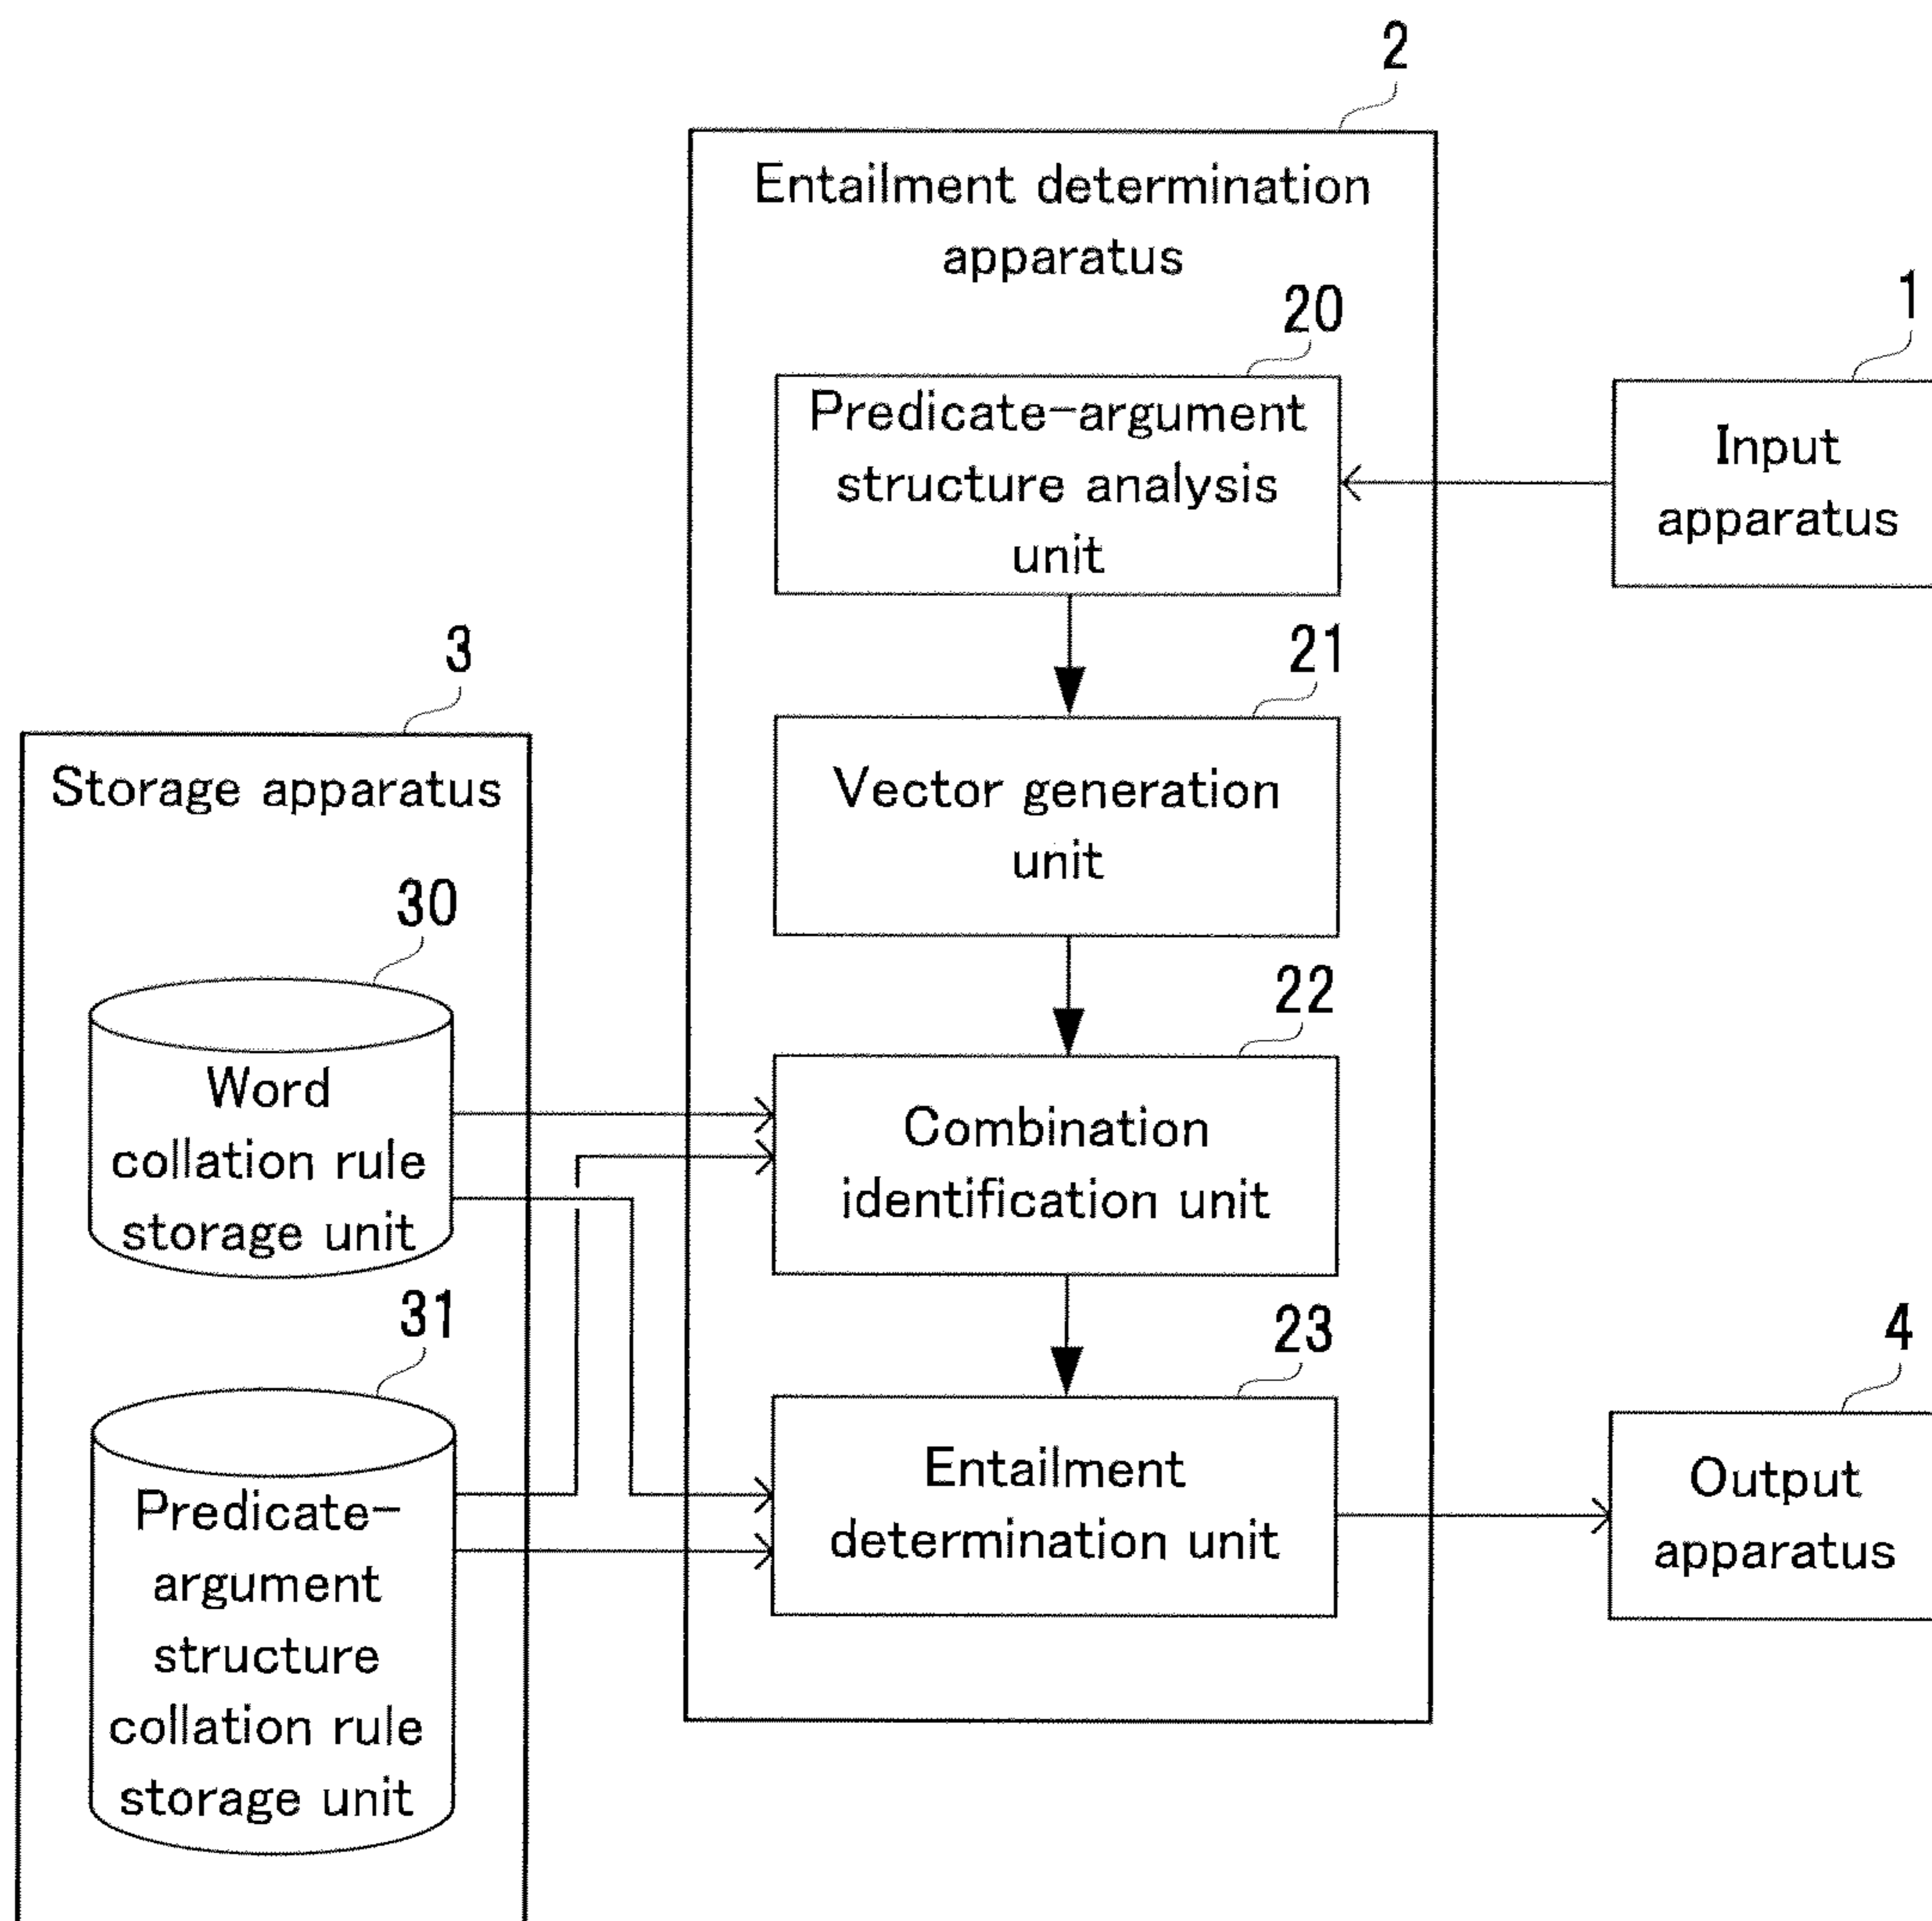 2
Entailment determination
apparatus
20
Predicate-argument
structure analysis
unit
1
Input
apparatus
21
Vector generation
unit
3
Storage apparatus
30
Word
collation rule
storage unit
22
Combination
identification unit
31
Predicate-
argument
structure
collation rule
storage unit
23
Entailment
determination unit
4
Output
apparatus